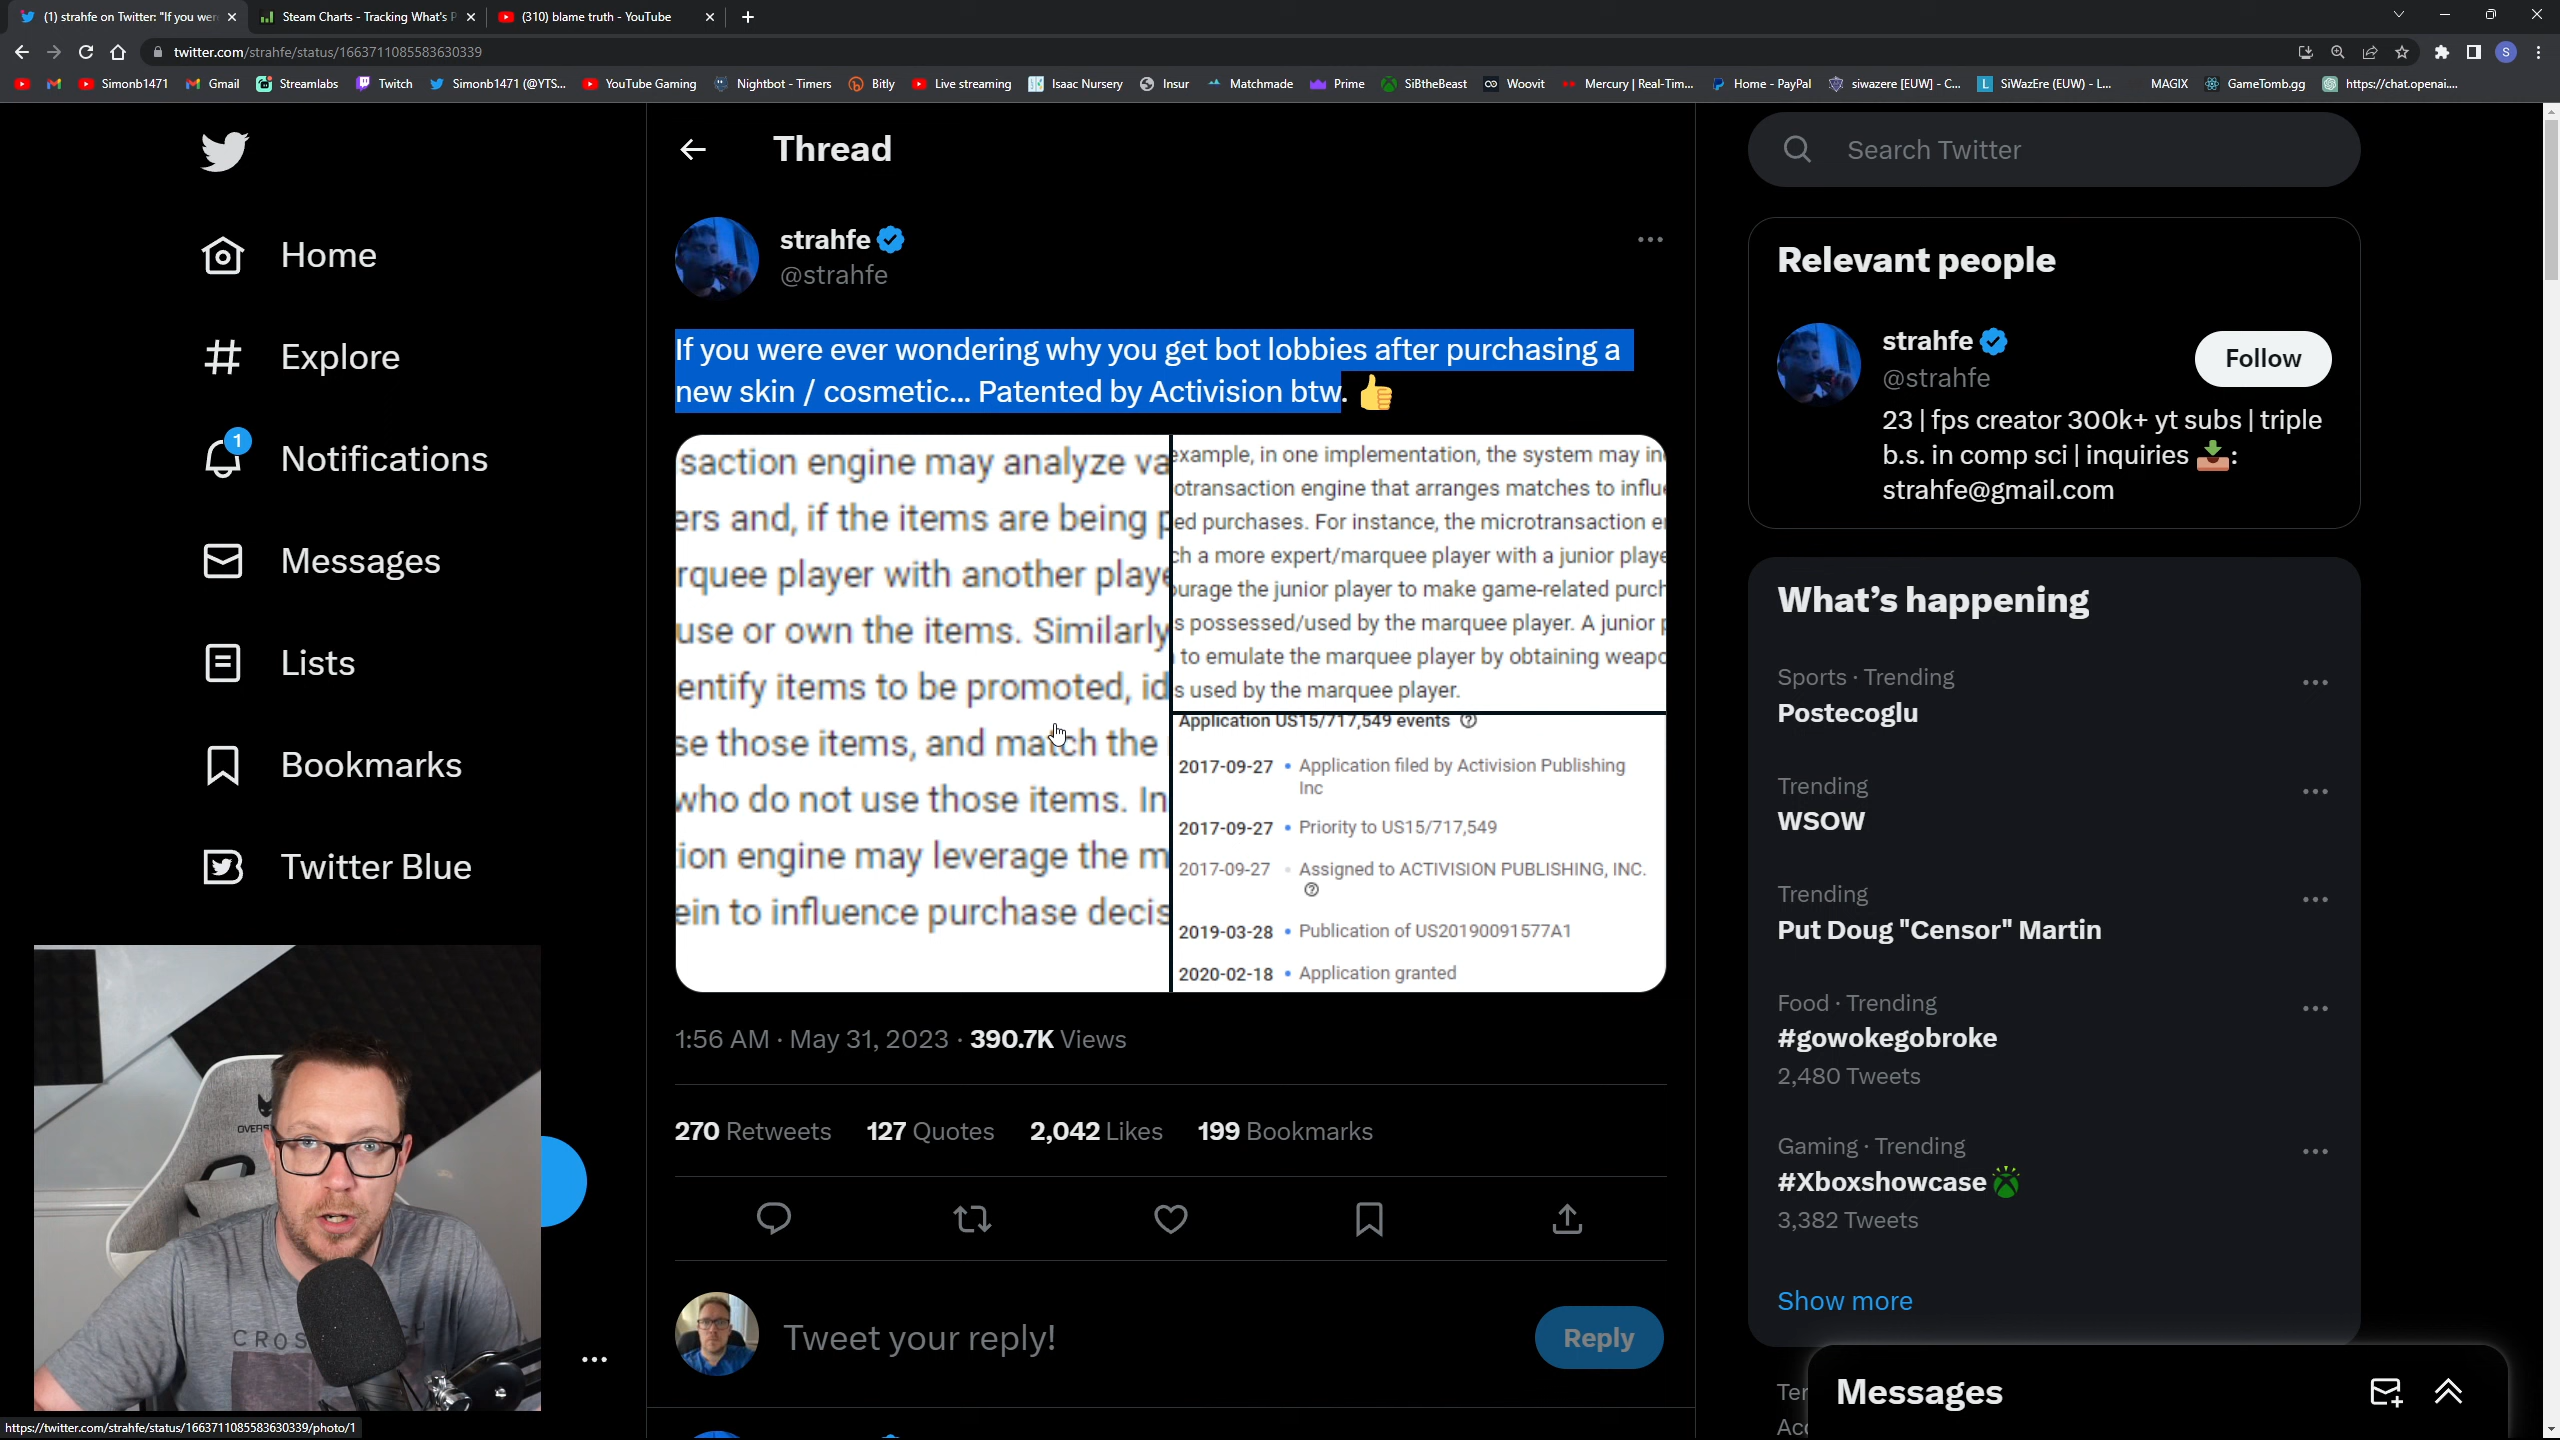 (1) strahfe on Twitter: "If you wer
Steam Charts - Tracking What's P
(310) blame truth - YouTube
twitter.com/strahfe/status/1663711085583630339
Simonb1471
Gmail
Streamlabs
Twitch
Simonb1471 (@YTS...
YouTube Gaming
Nightbot - Timers
Bitly
Live streaming
Isaac Nursery
Insur
Matchmade
Prime
SiBtheBeast
Woovit
Mercury | Real-Tim...
Home - PayPal
siwazere [EUW] - C...
SiWazEre (EUW) - L...
MAGIX
GameTomb.gg
https://chat.openai....
Home
Explore
1
Notifications
Messages
Lists
Bookmarks
Twitter Blue
Thread
strahfe
@strahfe
If you were ever wondering why you get bot lobbies after purchasing a
new skin / cosmetic... Patented by Activision btw. 👍
saction engine may analyze va
ers and, if the items are being p
rquee player with another playe
use or own the items. Similarly
entify items to be promoted, id
se those items, and match the
who do not use those items. In
ion engine may leverage the m
ein to influence purchase decis
example, in one implementation, the system may in
otransaction engine that arranges matches to influe
ed purchases. For instance, the microtransaction e
ch a more expert/marquee player with a junior playe
ourage the junior player to make game-related purch
s possessed/used by the marquee player. A junior p
to emulate the marquee player by obtaining weapo
s used by the marquee player.
Application US15/717,549 events
2017-09-27 • Application filed by Activision Publishing
Inc
2017-09-27 • Priority to US15/717,549
2017-09-27 • Assigned to ACTIVISION PUBLISHING, INC.
2019-03-28 • Publication of US20190091577A1
2020-02-18 • Application granted
1:56 AM · May 31, 2023 · 390.7K Views
270 Retweets 127 Quotes 2,042 Likes 199 Bookmarks
Tweet your reply!
Reply
Search Twitter
Relevant people
strahfe
@strahfe
Follow
23 | fps creator 300k+ yt subs | triple
b.s. in comp sci | inquiries 📥:
strahfe@gmail.com
What's happening
Sports · Trending
Postecoglu
Trending
WSOW
Trending
Put Doug "Censor" Martin
Food · Trending
#gowokegobroke
2,480 Tweets
Gaming · Trending
#Xboxshowcase
3,382 Tweets
Show more
Messages
https://twitter.com/strahfe/status/1663711085583630339/photo/1